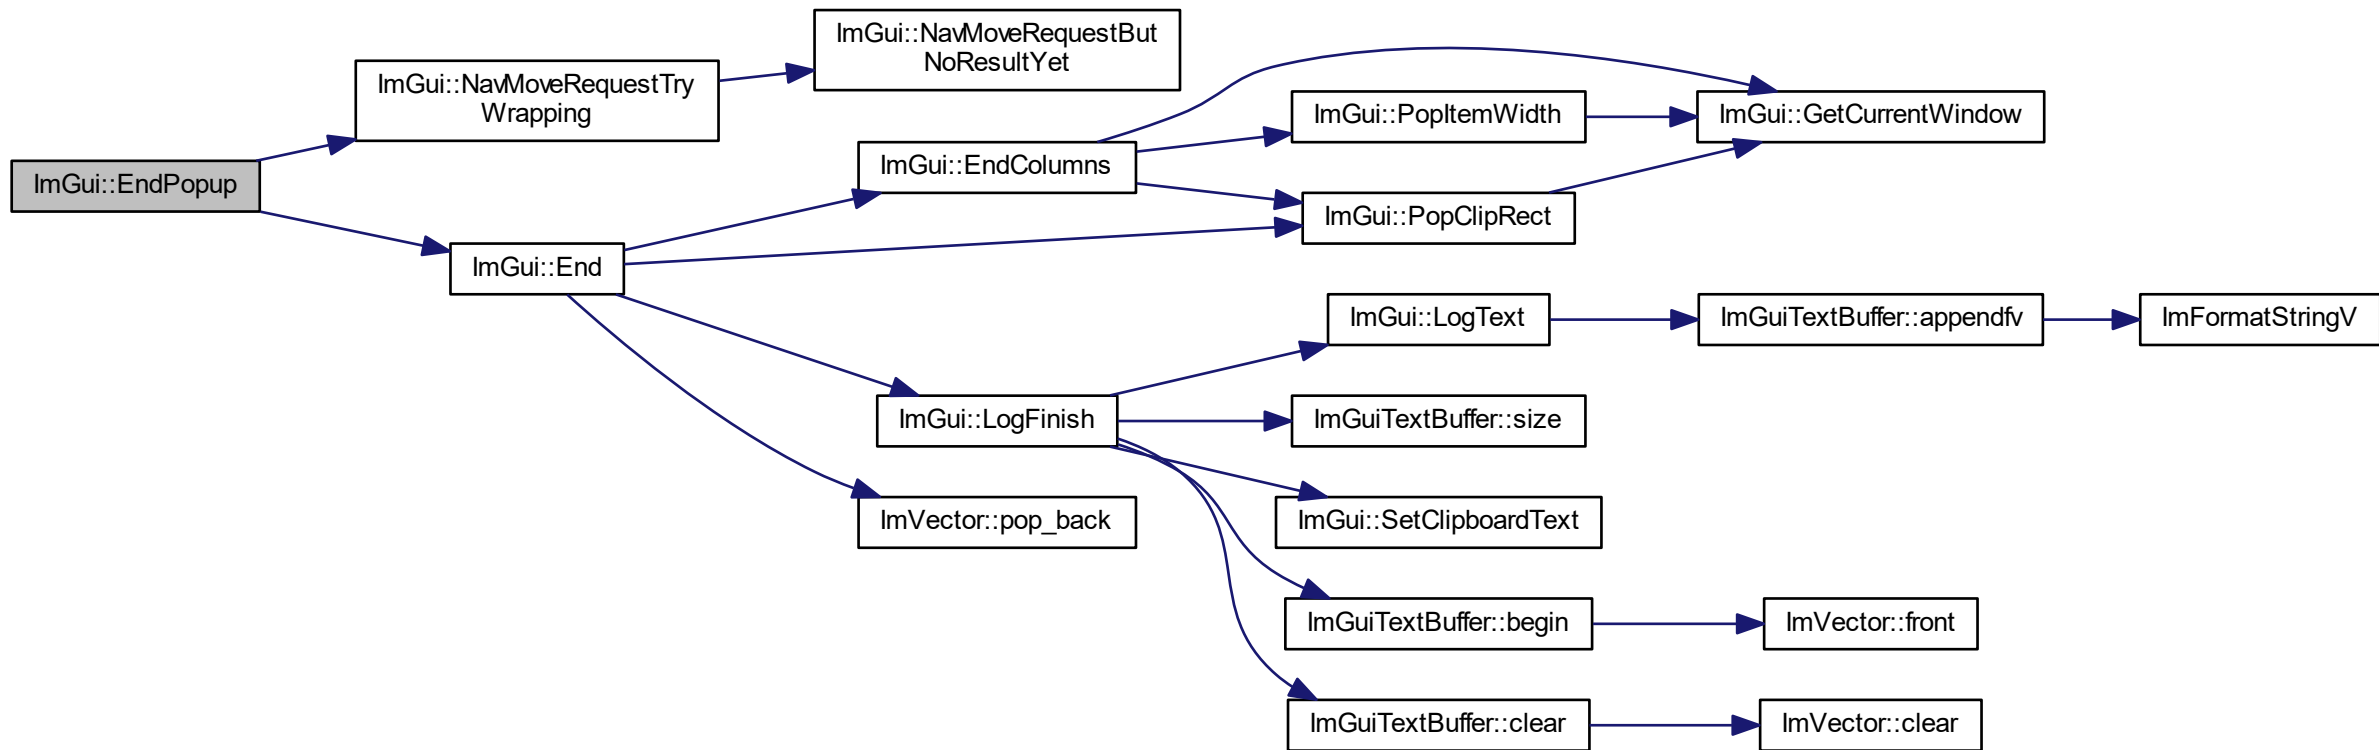 ImGui::EndPopup
ImGui::NavMoveRequestTry
Wrapping
ImGui::NavMoveRequestBut
NoResultYet
ImGui::End
ImGui::EndColumns
ImGui::PopItemWidth
ImGui::GetCurrentWindow
ImGui::PopClipRect
ImGui::LogFinish
ImGui::LogText
ImGuiTextBuffer::appendfv
ImFormatStringV
ImGuiTextBuffer::size
ImVector::pop_back
ImGui::SetClipboardText
ImGuiTextBuffer::begin
ImVector::front
ImGuiTextBuffer::clear
ImVector::clear